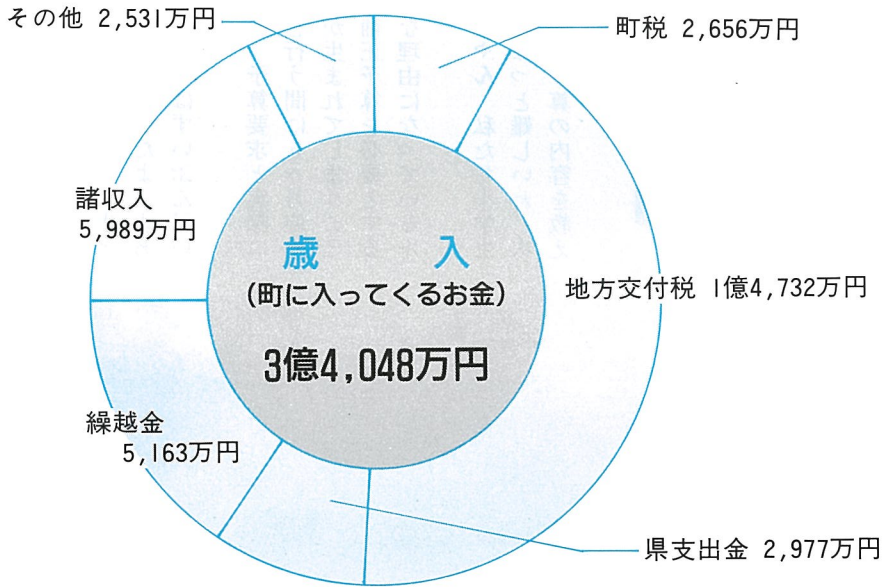 その他 2,531万円
町税 2,656万円
諸収入
5,989万円
歳 入
(町に入ってくるお金)
3億4,048万円
地方交付税 1億4,732万円
繰越金
5,163万円
県支出金 2,977万円